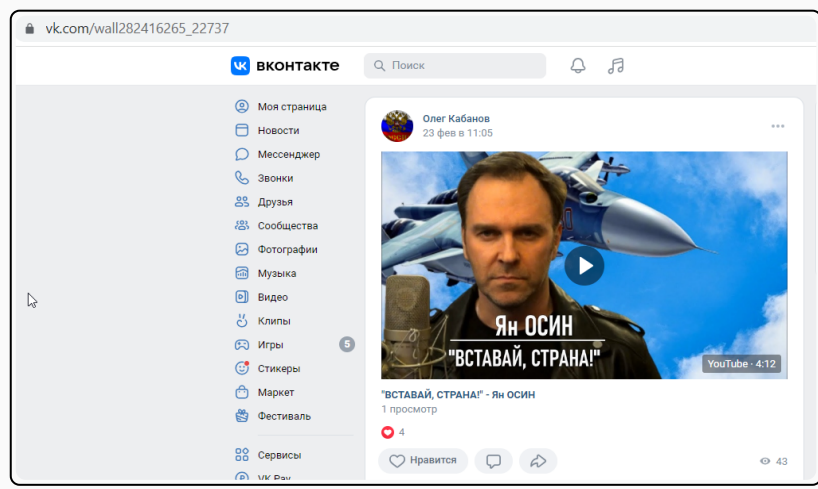 vk.com/wall282416265_22737
вконтакте
Поиск
Моя страница
Новости
Мессенджер
Звонки
Друзья
Сообщества
Фотографии
Музыка
Видео
Клипы
Игры 5
Стикеры
Маркет
Фестиваль
Сервисы
VK Pay
Олег Кабанов
23 фев в 11:05
Ян ОСИН
"ВСТАВАЙ, СТРАНА!"
YouTube · 4:12
"ВСТАВАЙ, СТРАНА!" - Ян ОСИН
1 просмотр
4
Нравится
43